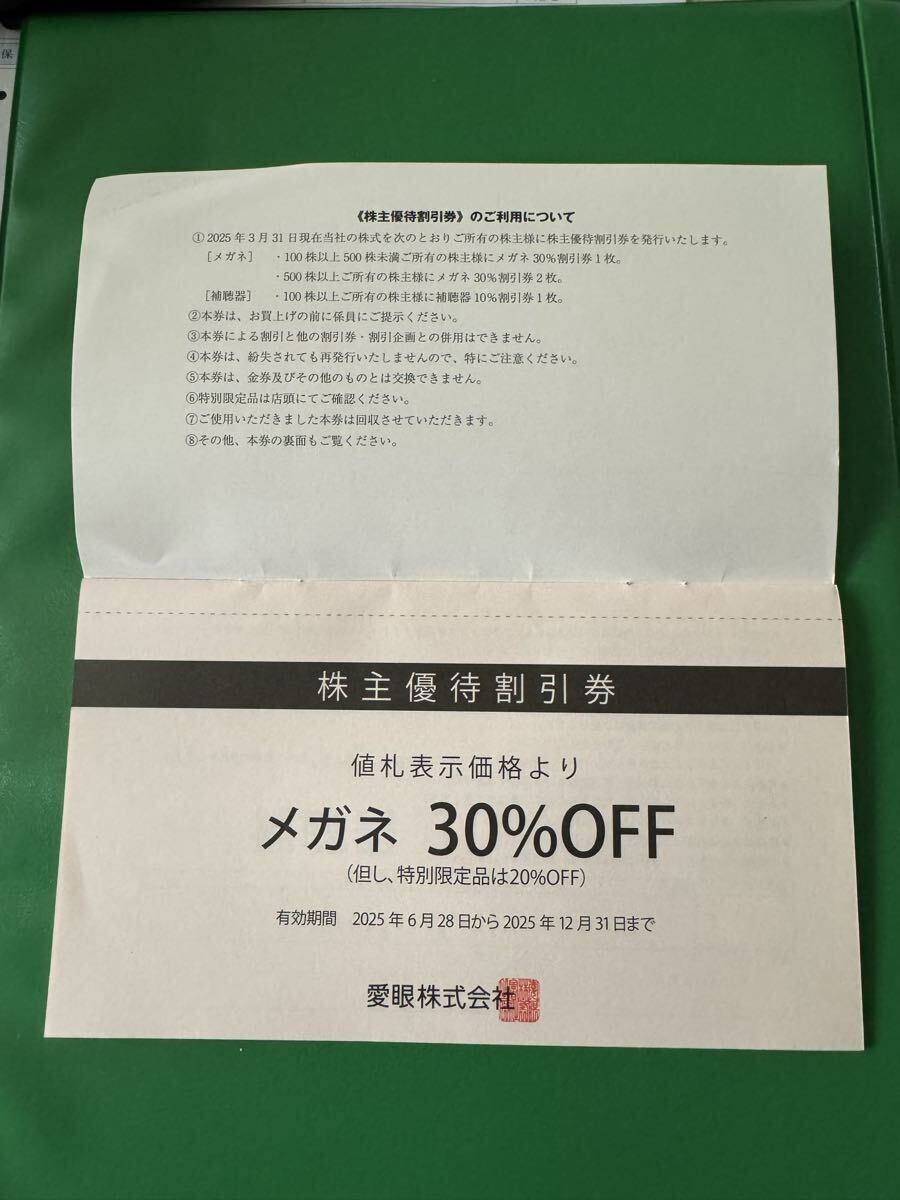 保
《株主優待割引券》のご利用について
①2025年3月31日現在当社の株式を次のとおりご所有の株主様に株主優待割引券を発行いたします。
［メガネ］ ・100株以上500株未満ご所有の株主様にメガネ30%割引券1枚。
・500株以上ご所有の株主様にメガネ30%割引券2枚。
［補聴器］ ・100株以上ご所有の株主様に補聴器10%割引券1枚。
②本券は、お買上げの前に係員にご提示ください。
③本券による割引と他の割引券・割引企画との併用はできません。
④本券は、紛失されても再発行いたしませんので、特にご注意ください。
⑤本券は、金券及びその他のものとは交換できません。
⑥特別限定品は店頭にてご確認ください。
⑦ご使用いただきました本券は回収させていただきます。
⑧その他、本券の裏面もご覧ください。
株主優待割引券
値札表示価格より
メガネ 30%OFF
（但し、特別限定品は20%OFF）
有効期間 2025年6月28日から2025年12月31日まで
愛眼株式会社